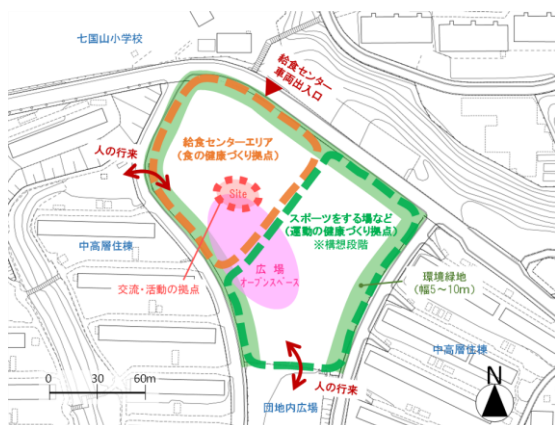 七国山小学校
給食センター
車両出入口
人の行来
給食センターエリア
(食の健康づくり拠点)
Site
スポーツをする場など
(運動の健康づくり拠点)
※構想段階
中高層住棟
広場
オープンスペース
交流・活動の拠点
環境緑地
(幅5~10m)
中高層住棟
0 30 60m
人の行来
団地内広場
N